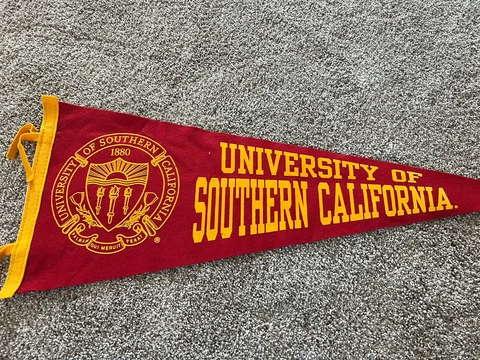 UNIVERSITY OF SOUTHERN CALIFORNIA
1880
PALMAM QUI MERUIT FERAT
®
UNIVERSITY OF
SOUTHERN CALIFORNIA.